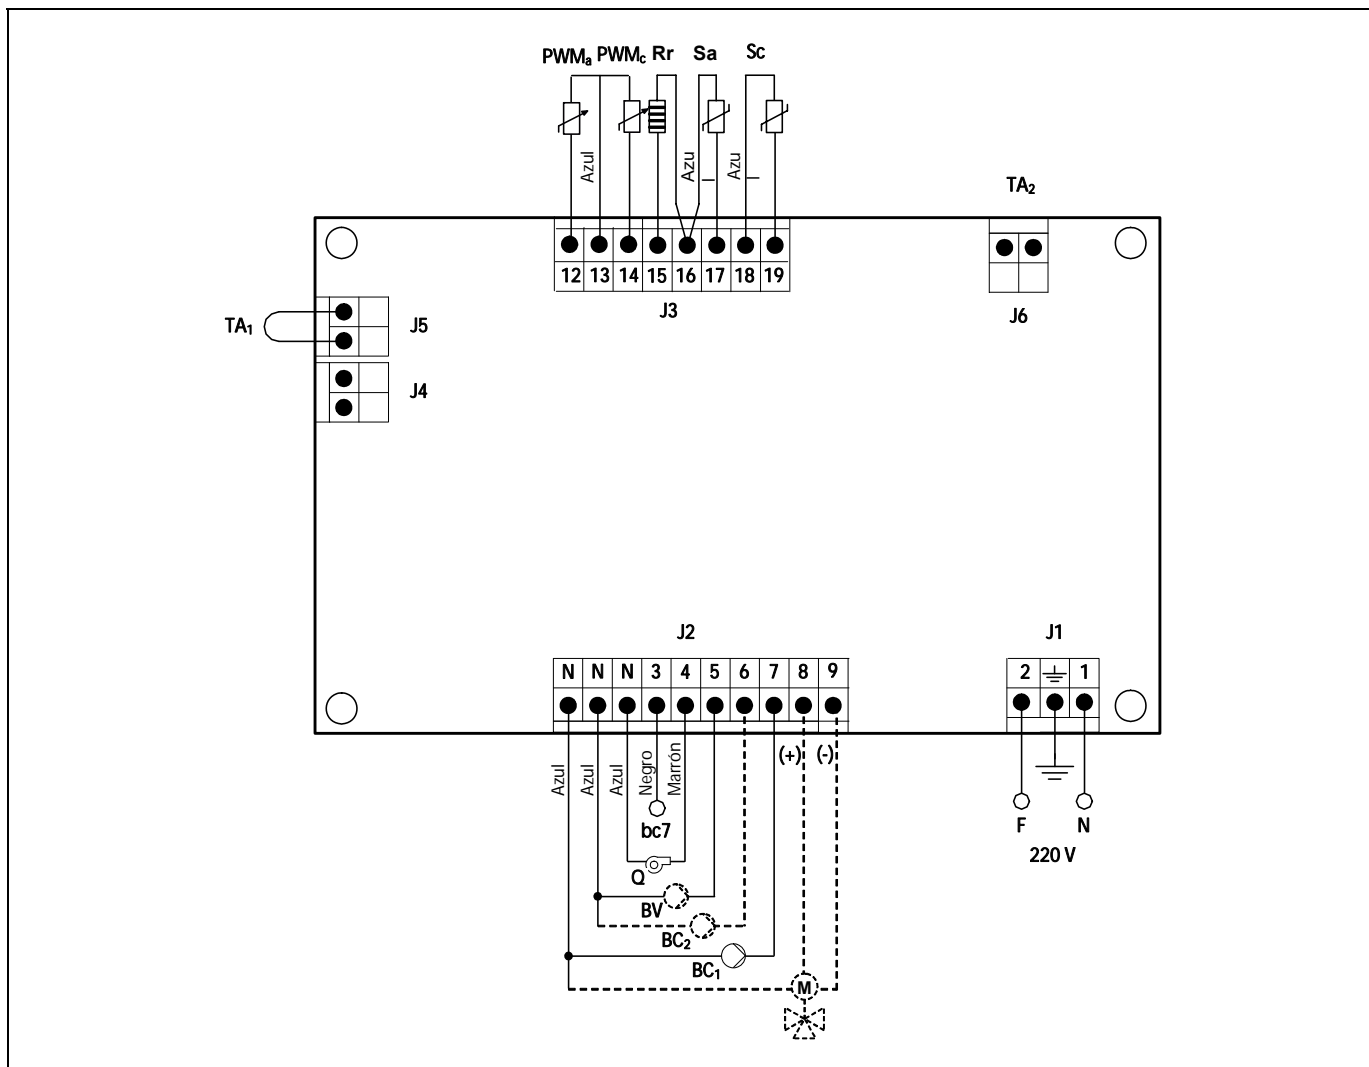 PWMa PWMc Rr Sa Sc
Azul
Azu
l
Azu
l
TA2
12 13 14 15 16 17 18 19
J3
J6
TA1
J5
J4
J2
J1
N N N 3 4 5 6 7 8 9
2 1
Azul
Azul
Azul
Negro
Marrón
(+) (-)
bc7
F N
220 V
Q
BV
BC2
BC1
M